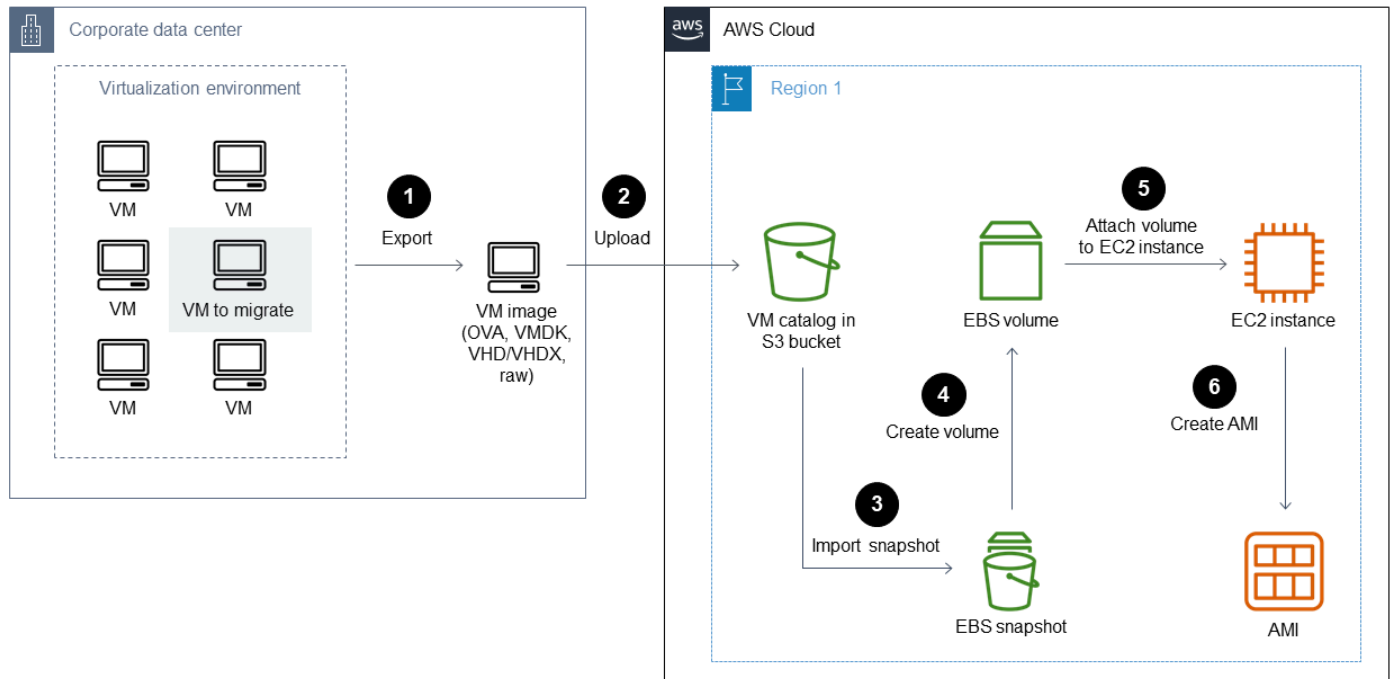 Corporate data center
Virtualization environment
VM
VM
VM
VM to migrate
VM
VM
1
Export
VM image
(OVA, VMDK,
VHD/VHDX,
raw)
2
Upload
aws
AWS Cloud
Region 1
VM catalog in
S3 bucket
3
Import snapshot
EBS snapshot
4
Create volume
EBS volume
5
Attach volume
to EC2 instance
EC2 instance
6
Create AMI
AMI